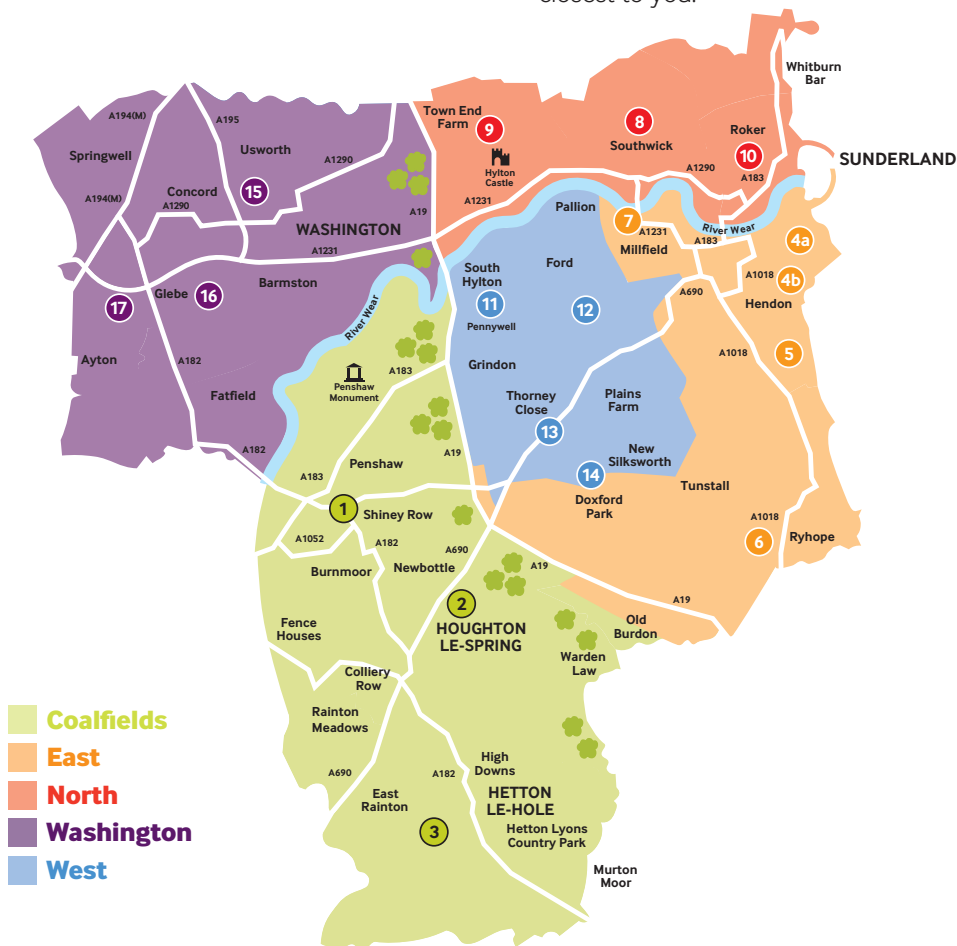 closest to you.
Whitburn
Bar
A194(M)
A195
Town End
Farm
9
8
Roker
Springwell
Usworth
Southwick
10
SUNDERLAND
A1290
Hylton
Castle
A1290
A183
A194(M)
Concord
15
A1290
A19
A1231
Pallion
7
River Wear
WASHINGTON
A1231
A183
4a
A1231
Millfield
South
Hylton
Ford
A1018
4b
Glebe
16
Barmston
River Wear
11
12
A690
Hendon
17
Pennywell
Ayton
A182
A183
Grindon
A1018
5
Penshaw
Monument
Fatfield
Thorney
Close
Plains
Farm
13
A182
A19
New
Silksworth
Penshaw
A183
14
Tunstall
Doxford
Park
1
Shiney Row
A1018
6
Ryhope
A1052
A182
A690
Burnmoor
Newbottle
A19
2
A19
Fence
Houses
HOUGHTON
LE-SPRING
Old
Burdon
Warden
Law
Colliery
Row
Rainton
Meadows
Coalfields
East
North
Washington
West
High
Downs
A690
A182
East
Rainton
HETTON
LE-HOLE
3
Hetton Lyons
Country Park
Murton
Moor